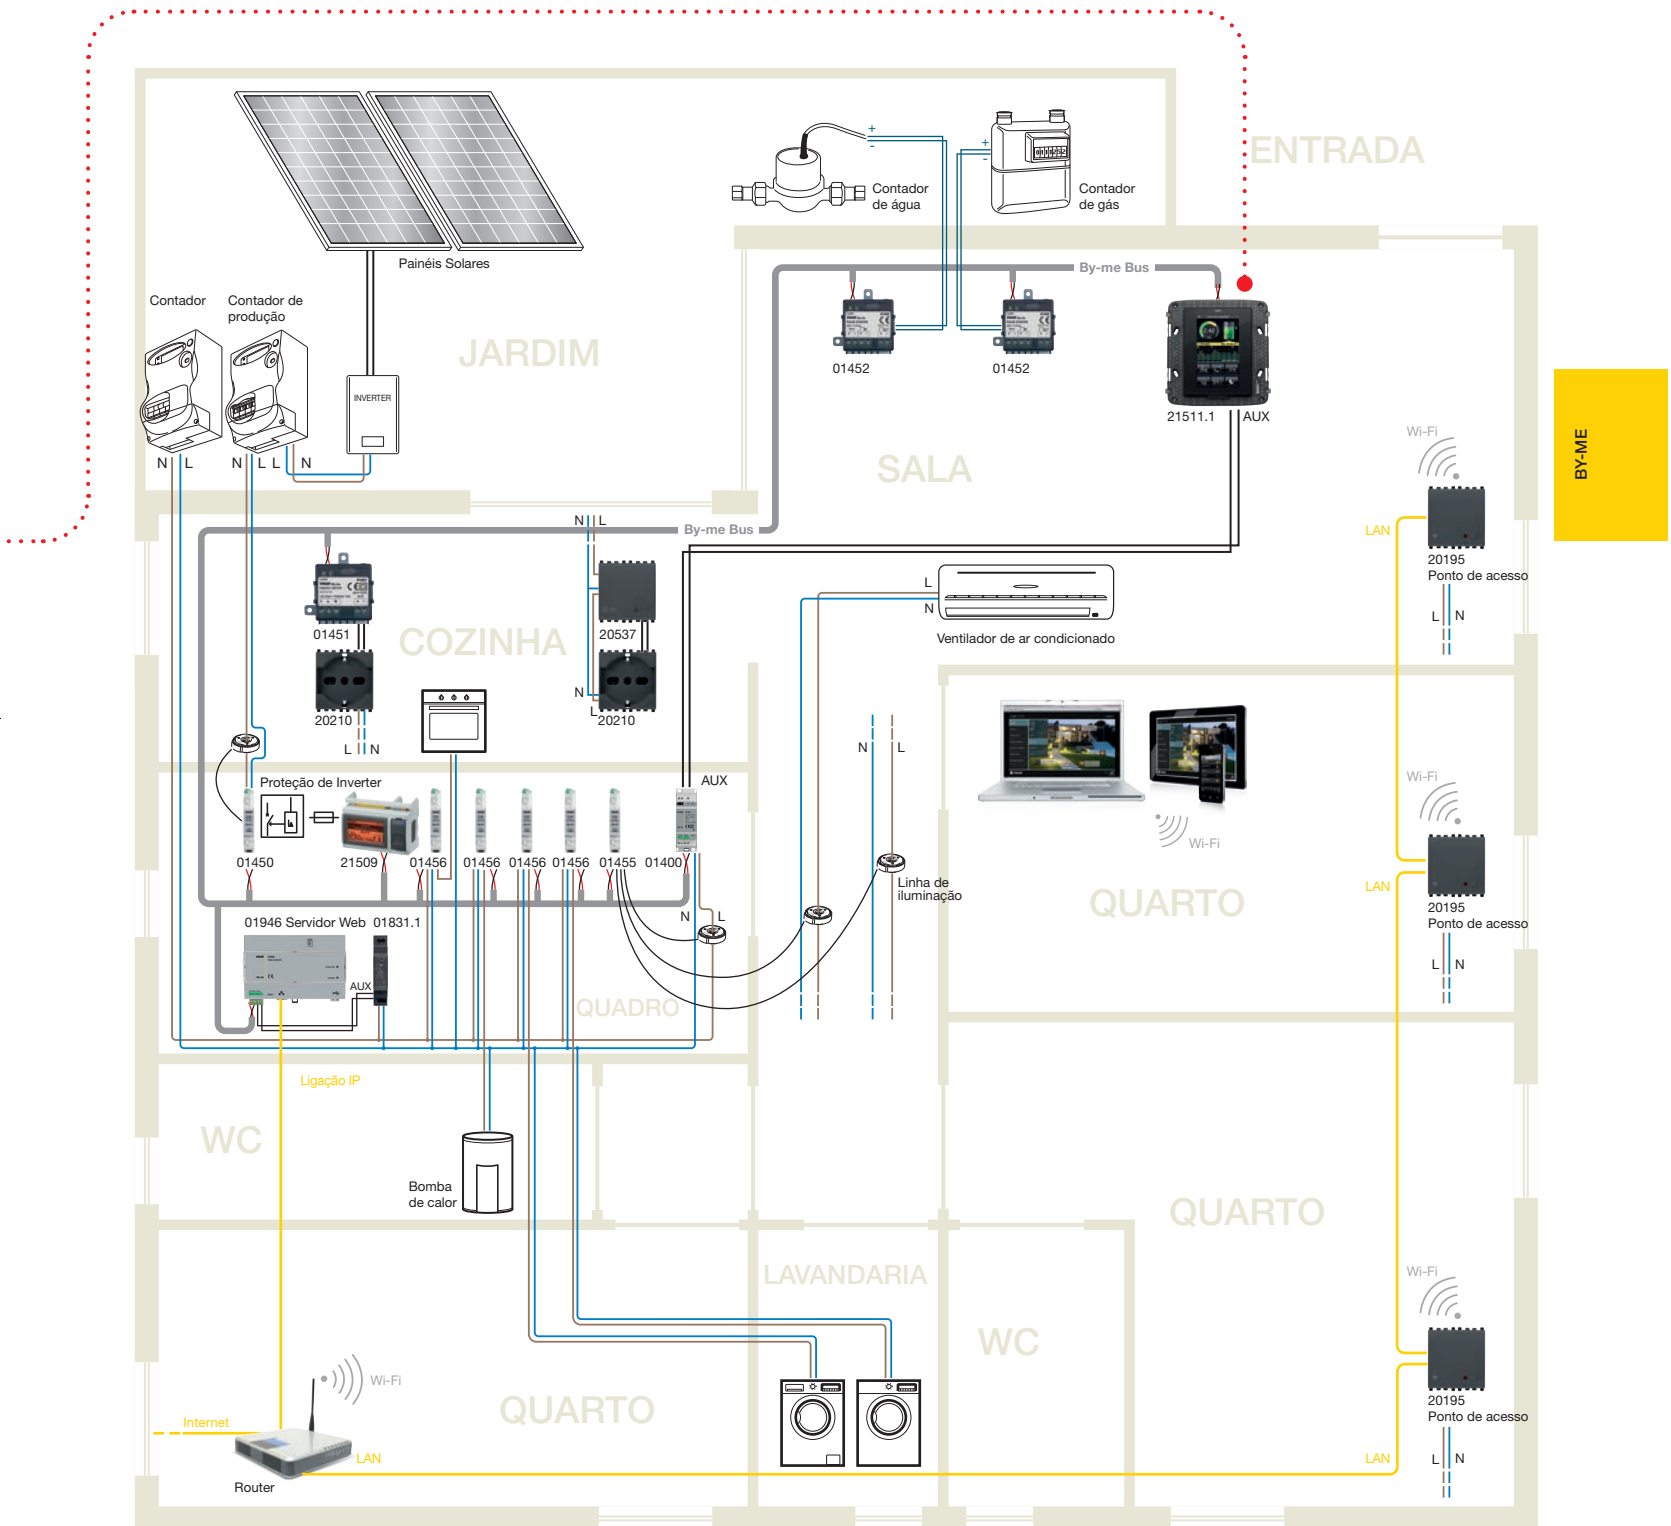 ENTRADA
+
-
+
-
Contador
de água
Contador
de gás
Painéis Solares
By-me Bus
Contador
Contador de
produção
JARDIM
INVERTER
01452
01452
21511.1
AUX
Wi-Fi
N
L
N
L
L
N
SALA
BY-ME
By-me Bus
N
L
LAN
20195
Ponto de acesso
L
N
01451
COZINHA
20537
L
N
Ventilador de ar condicionado
N
20210
L
20210
L
N
N
L
AUX
Proteção de Inverter
Wi-Fi
Wi-Fi
01450
21509
01456
01456
01456
01456
01455
01400
Linha de
iluminação
LAN
QUARTO
20195
Ponto de acesso
N
L
01946 Servidor Web
01831.1
L
N
AUX
QUADRO
Ligação IP
WC
Bomba
de calor
QUARTO
LAVANDARIA
Wi-Fi
WC
Wi-Fi
QUARTO
20195
Ponto de acesso
Internet
LAN
LAN
L
N
Router